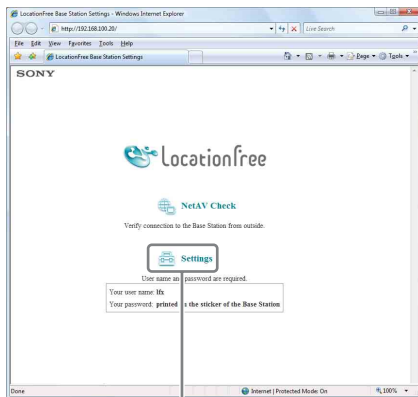 LocationFree Base Station Settings - Windows Internet Explorer
http://192.168.100.20/
Live Search
File Edit View Favorites Tools Help
LocationFree Base Station Settings
Page Tools
SONY
LocationFree
NetAV Check
Verify connection to the Base Station from outside.
Settings
User name an password are required.
Your user name: lfx
Your password: printed s the sticker of the Base Station
Done
Internet | Protected Mode: On
100%